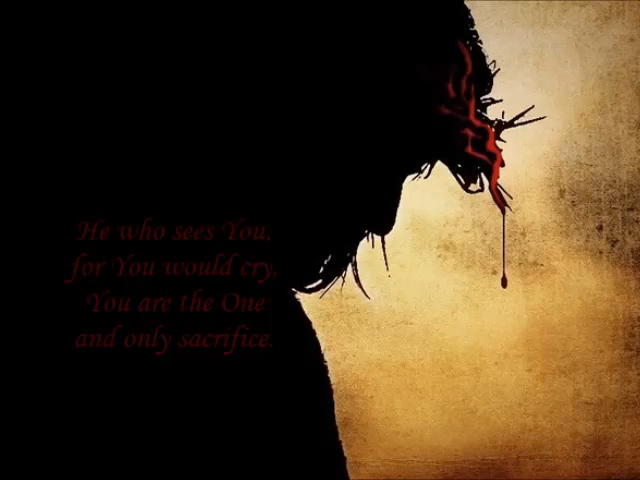 He who sees You,
for You would cry,
You are the One
and only sacrifice.